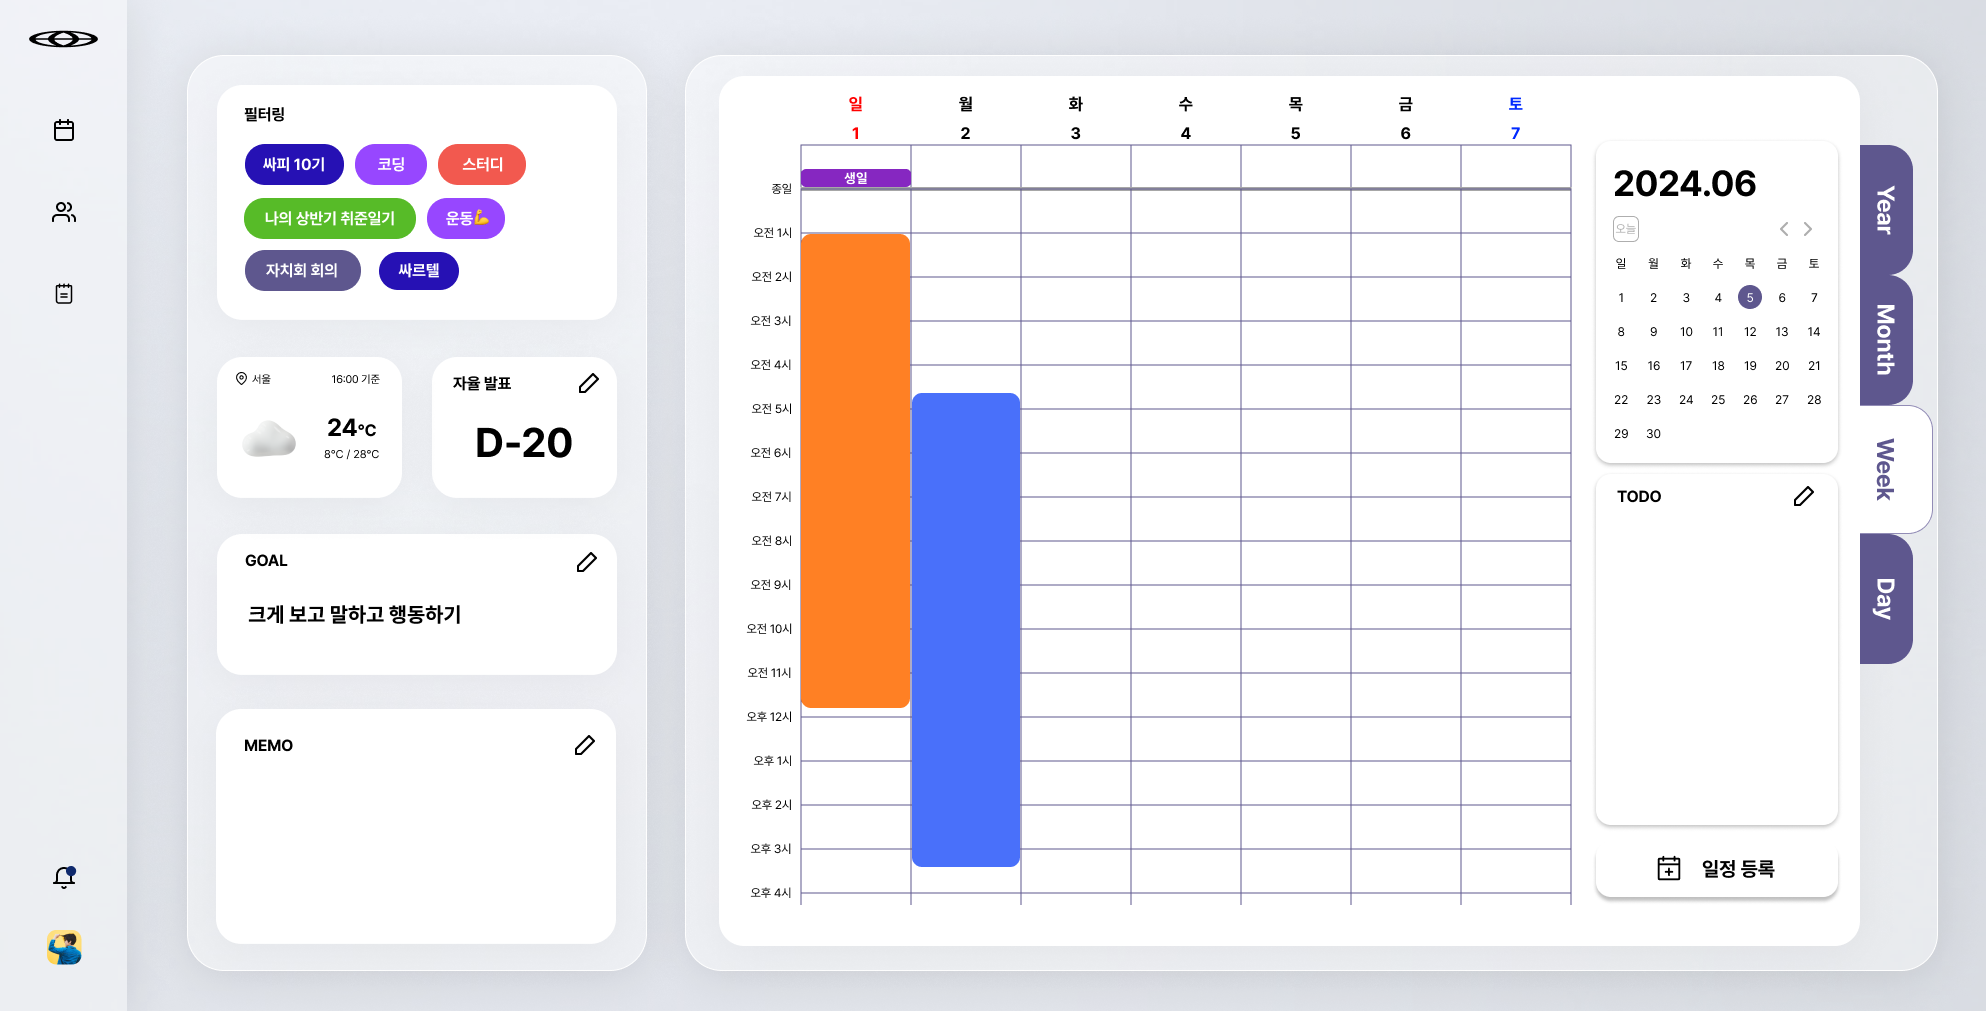 필터링
싸피 10기 코딩 스터디
나의 상반기 취준일기 운동💪
자치회 회의 싸르텔
서울 16:00 기준
24°C
8°C / 28°C
자율 발표
D-20
GOAL
크게 보고 말하고 행동하기
MEMO
일 월 화 수 목 금 토
1 2 3 4 5 6 7
생일
종일
오전 1시
오전 2시
오전 3시
오전 4시
오전 5시
오전 6시
오전 7시
오전 8시
오전 9시
오전 10시
오전 11시
오후 12시
오후 1시
오후 2시
오후 3시
오후 4시
2024.06
오늘
일 월 화 수 목 금 토
1 2 3 4 5 6 7
8 9 10 11 12 13 14
15 16 17 18 19 20 21
22 23 24 25 26 27 28
29 30
TODO
일정 등록
Year
Month
Week
Day